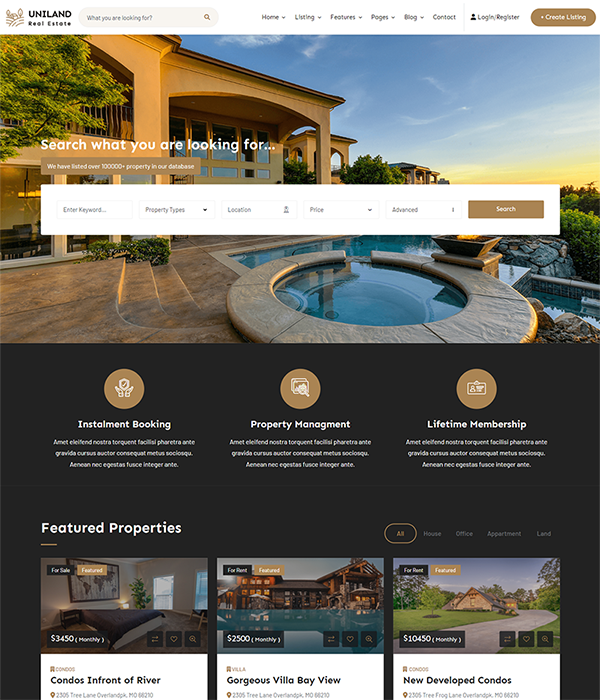 UNILAND
Real Estate
What you are looking for?
Home
Listing
Features
Pages
Blog
Contact
Login/Register
+ Create Listing
Search what you are looking for...
We have listed over 100000+ property in our database
Enter Keyword...
Property Types
Location
Price
Advanced
Search
Instalment Booking
Amet eleifend nostra torquent facilisi pharetra ante
gravida cursus auctor consequat metus sociosqu.
Aenean nec egestas fusce integer ante.
Property Managment
Amet eleifend nostra torquent facilisi pharetra ante
gravida cursus auctor consequat metus sociosqu.
Aenean nec egestas fusce integer ante.
Lifetime Membership
Amet eleifend nostra torquent facilisi pharetra ante
gravida cursus auctor consequat metus sociosqu.
Aenean nec egestas fusce integer ante.
Featured Properties
All
House
Office
Appartment
Land
For Sale
Featured
$3450 ( Monthly )
CONDOS
Condos Infront of River
2305 Tree Lane Overlandpk, MO 66210
For Rent
Featured
$2500 ( Monthly )
VILLA
Gorgeous Villa Bay View
2305 Tree Lane Overlandpk, MO 66210
For Rent
Featured
$10450 ( Monthly )
CONDOS
New Developed Condos
2305 Tree Frog Lane Overlandpk, MO 66210